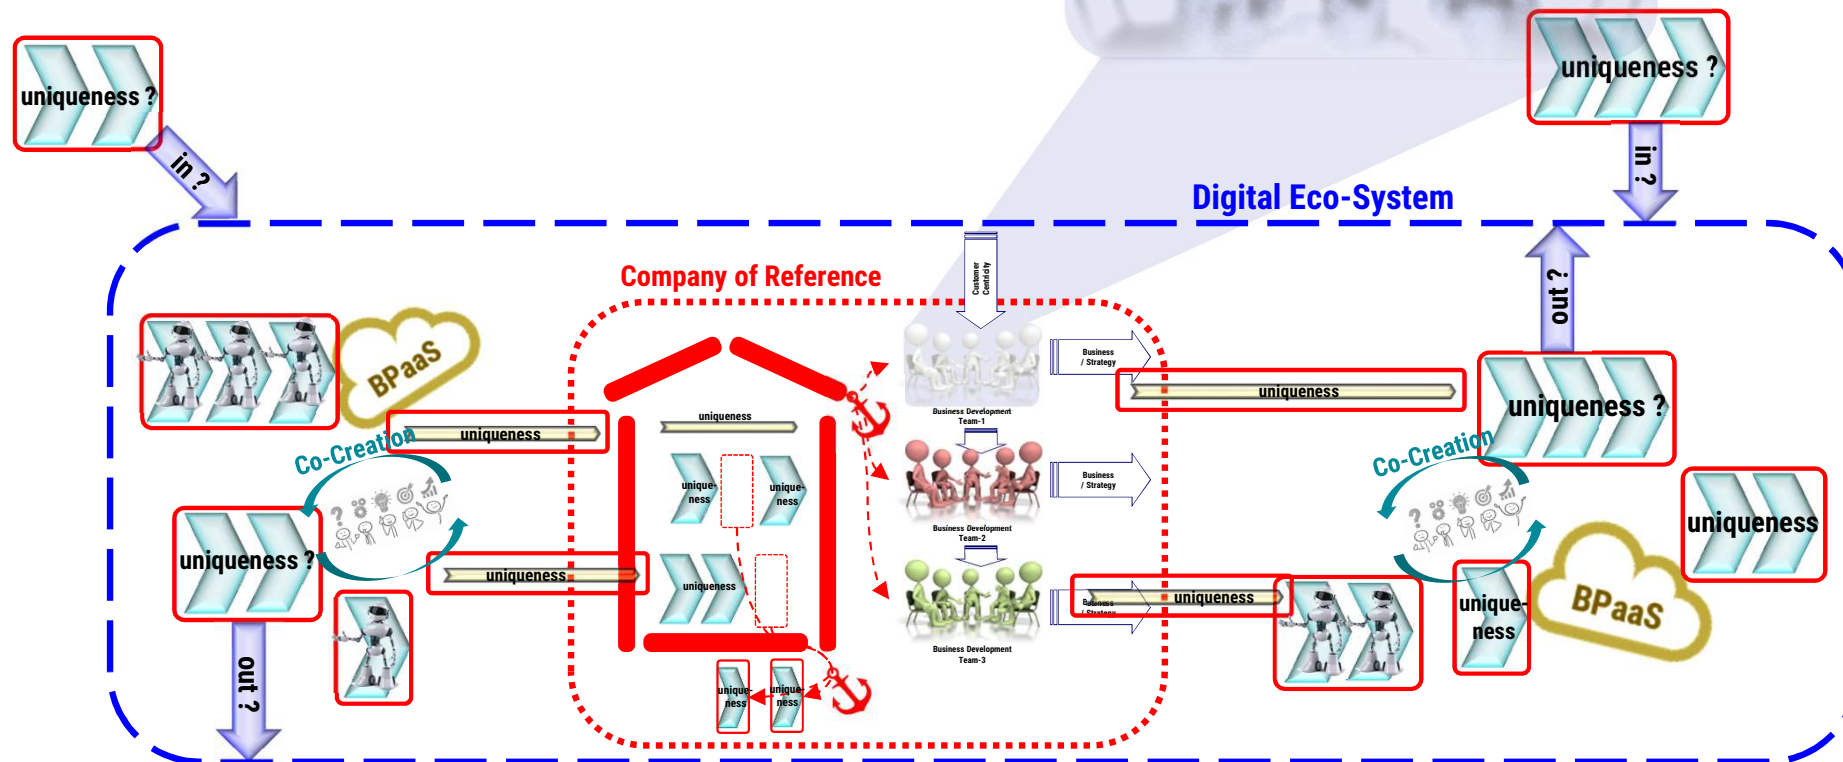 uniqueness ?
uniqueness ?
in ?
in ?
Digital Eco-System
Customer
Centricity
Company of Reference
out ?
BPaaS
Business
/ Strategy
uniqueness
uniqueness ?
uniqueness
Business Development
Team-1
uniqueness
Co-Creation
Co-Creation
unique-
ness
unique-
ness
Business
/ Strategy
uniqueness
uniqueness ?
Business Development
Team-2
uniqueness
uniqueness
Business
/ Strategy
uniqueness
unique-
ness
BPaaS
Business Development
Team-3
out ?
unique-
ness
unique-
ness